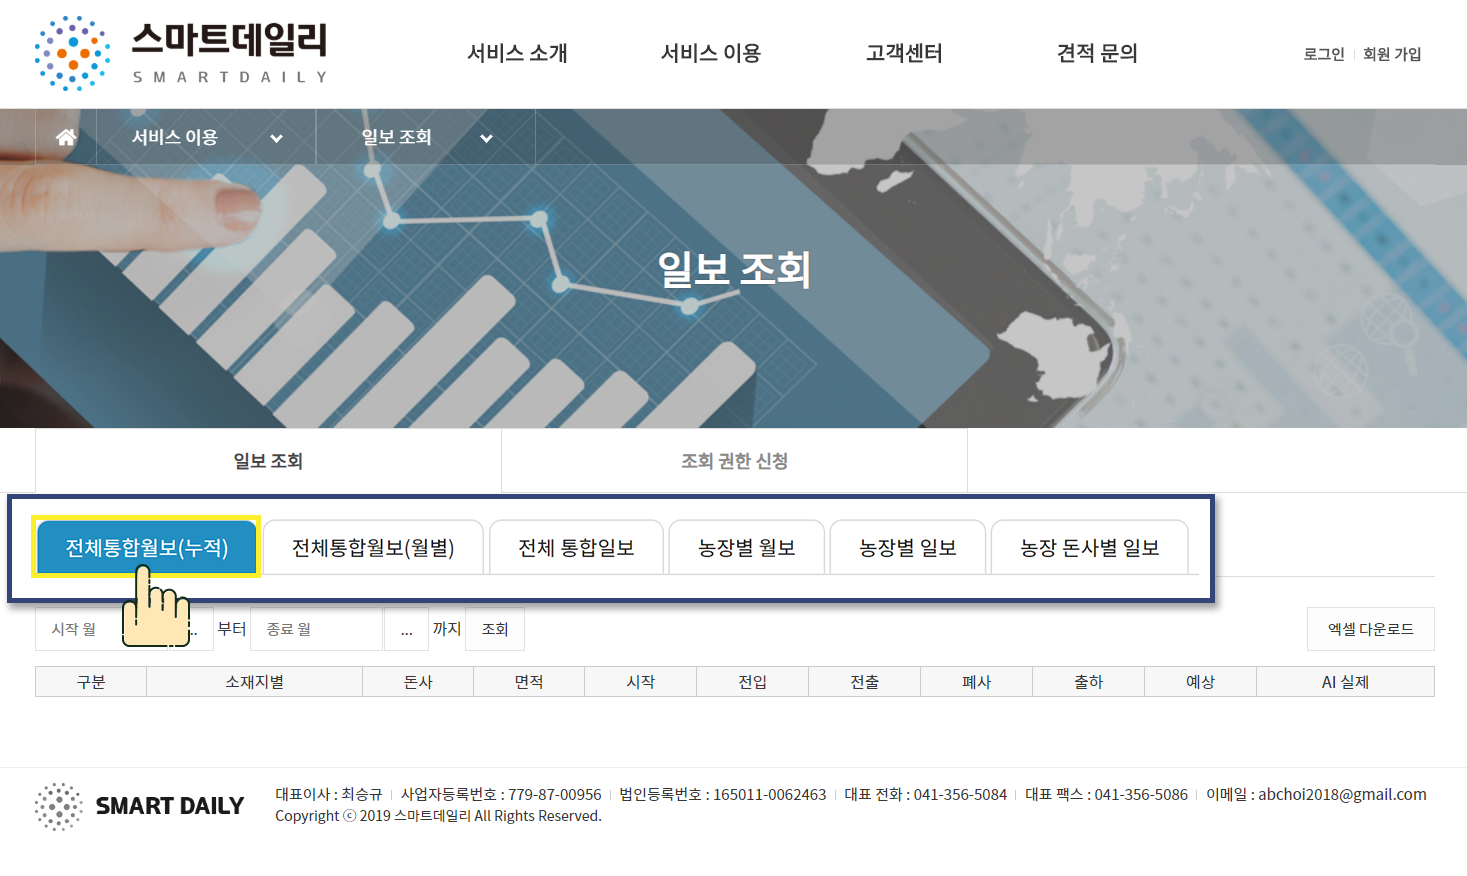 스마트데일리
SMARTDAILY
서비스 소개
서비스 이용
고객센터
견적 문의
로그인
회원 가입
서비스 이용
일보 조회
일보 조회
일보 조회
조회 권한 신청
전체통합월보(누적)
전체통합월보(월별)
전체 통합일보
농장별 월보
농장별 일보
농장 돈사별 일보
시작 월
..
부터
종료 월
...
까지
조회
엑셀 다운로드
구분
소재지별
돈사
면적
시작
전입
전출
폐사
출하
예상
AI 실제
SMART DAILY
대표이사 : 최승규
사업자등록번호 : 779-87-00956
법인등록번호 : 165011-0062463
대표 전화 : 041-356-5084
대표 팩스 : 041-356-5086
이메일 : abchoi2018@gmail.com
Copyright ⓒ 2019 스마트데일리 All Rights Reserved.